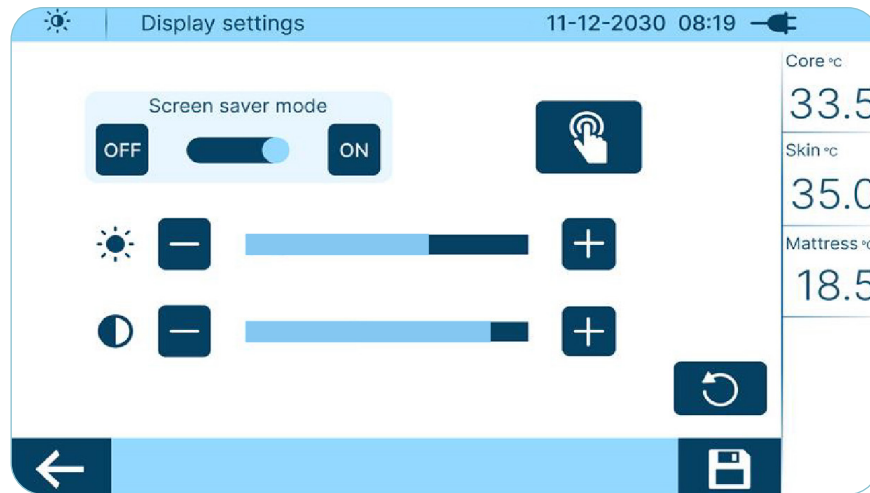 Display settings
11-12-2030 08:19
Screen saver mode
OFF
ON
Core °C
33.5
Skin °C
35.0
Mattress °C
18.5